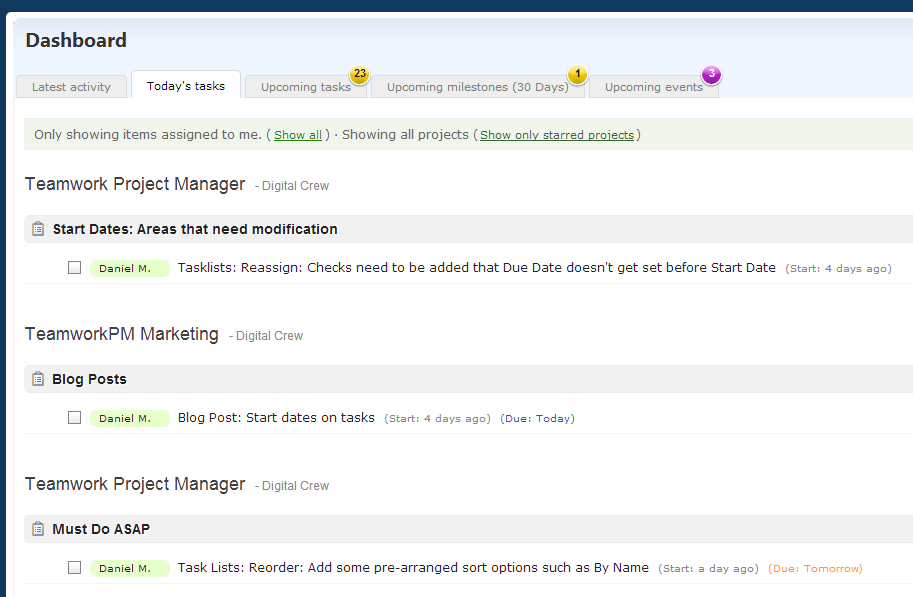 Dashboard
Latest activity
Today's tasks
Upcoming tasks 23
Upcoming milestones (30 Days) 1
Upcoming events 3
Only showing items assigned to me. ( Show all ) · Showing all projects ( Show only starred projects )
Teamwork Project Manager - Digital Crew
Start Dates: Areas that need modification
Daniel M. Tasklists: Reassign: Checks need to be added that Due Date doesn't get set before Start Date (Start: 4 days ago)
TeamworkPM Marketing - Digital Crew
Blog Posts
Daniel M. Blog Post: Start dates on tasks (Start: 4 days ago) (Due: Today)
Teamwork Project Manager - Digital Crew
Must Do ASAP
Daniel M. Task Lists: Reorder: Add some pre-arranged sort options such as By Name (Start: a day ago) (Due: Tomorrow)